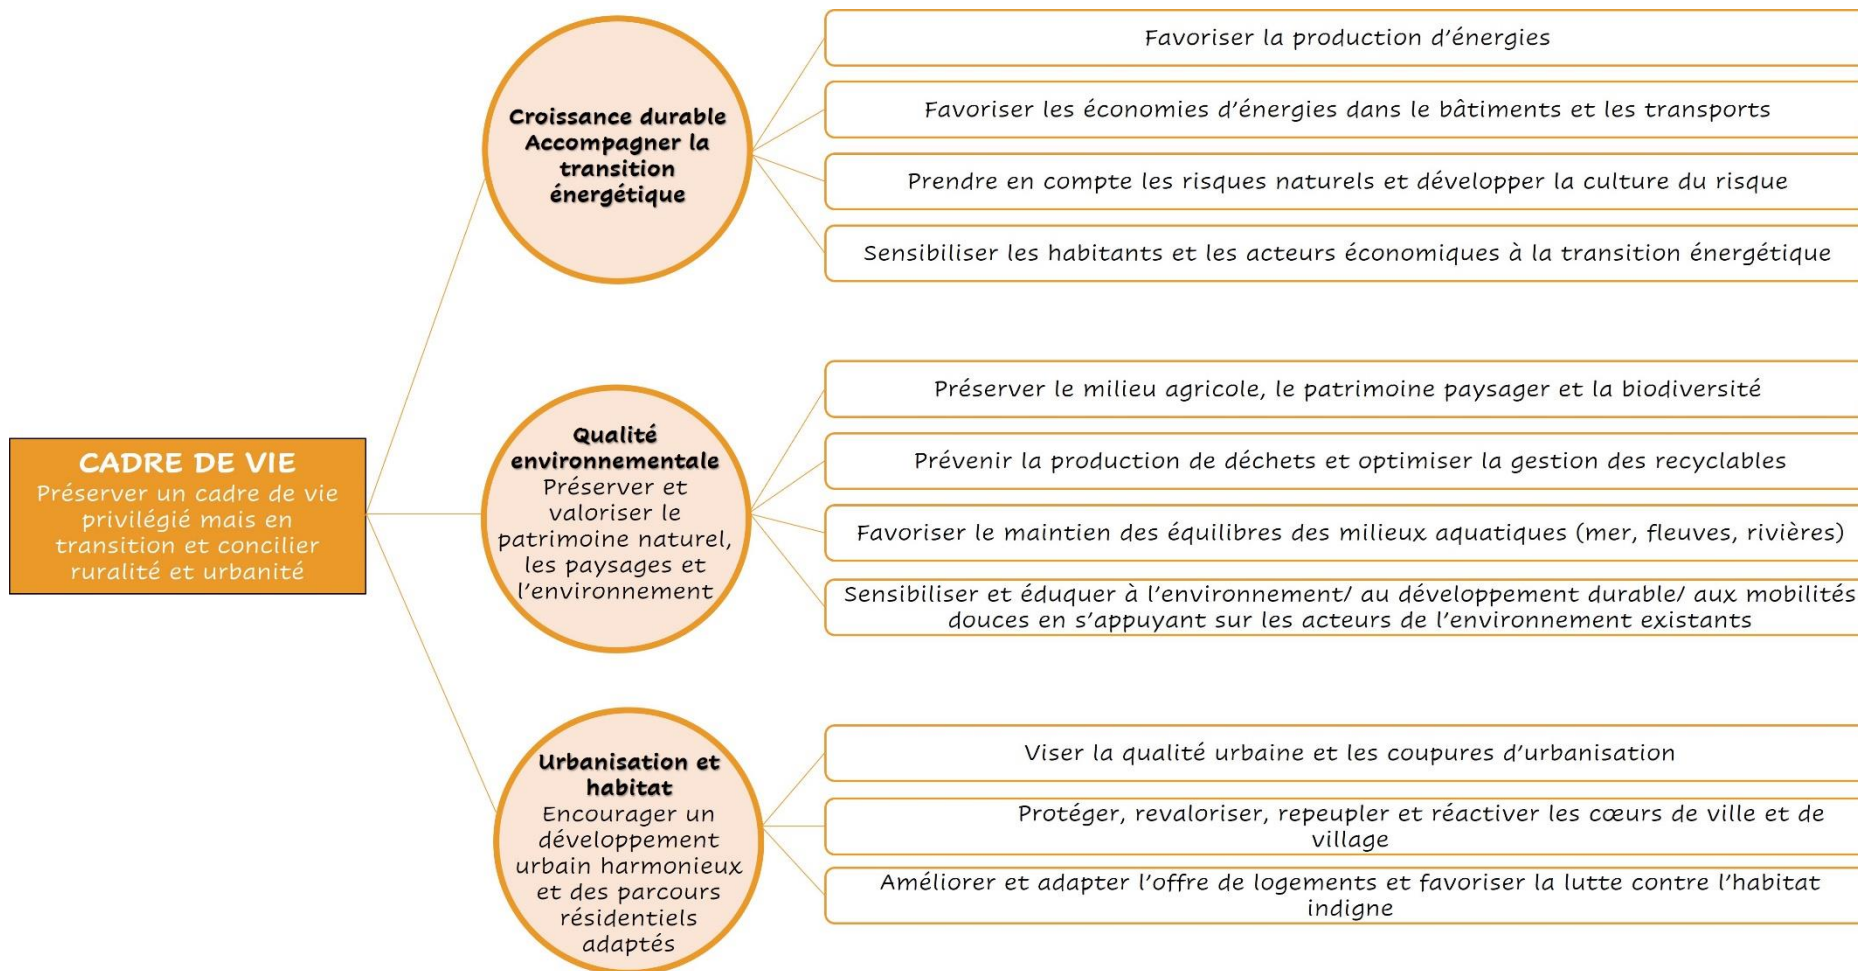 CADRE DE VIE
Préserver un cadre de vie
privilégié mais en
transition et concilier
ruralité et urbanité
Croissance durable
Accompagner la
transition
énergétique
Favoriser la production d’énergies
Favoriser les économies d’énergies dans le bâtiments et les transports
Prendre en compte les risques naturels et développer la culture du risque
Sensibiliser les habitants et les acteurs économiques à la transition énergétique
Qualité
environnementale
Préserver et
valoriser le
patrimoine naturel,
les paysages et
l’environnement
Préserver le milieu agricole, le patrimoine paysager et la biodiversité
Prévenir la production de déchets et optimiser la gestion des recyclables
Favoriser le maintien des équilibres des milieux aquatiques (mer, fleuves, rivières)
Sensibiliser et éduquer à l’environnement/ au développement durable/ aux mobilités
douces en s’appuyant sur les acteurs de l’environnement existants
Urbanisation et
habitat
Encourager un
développement
urbain harmonieux
et des parcours
résidentiels
adaptés
Viser la qualité urbaine et les coupures d’urbanisation
Protéger, revaloriser, repeupler et réactiver les cœurs de ville et de
village
Améliorer et adapter l’offre de logements et favoriser la lutte contre l’habitat
indigne